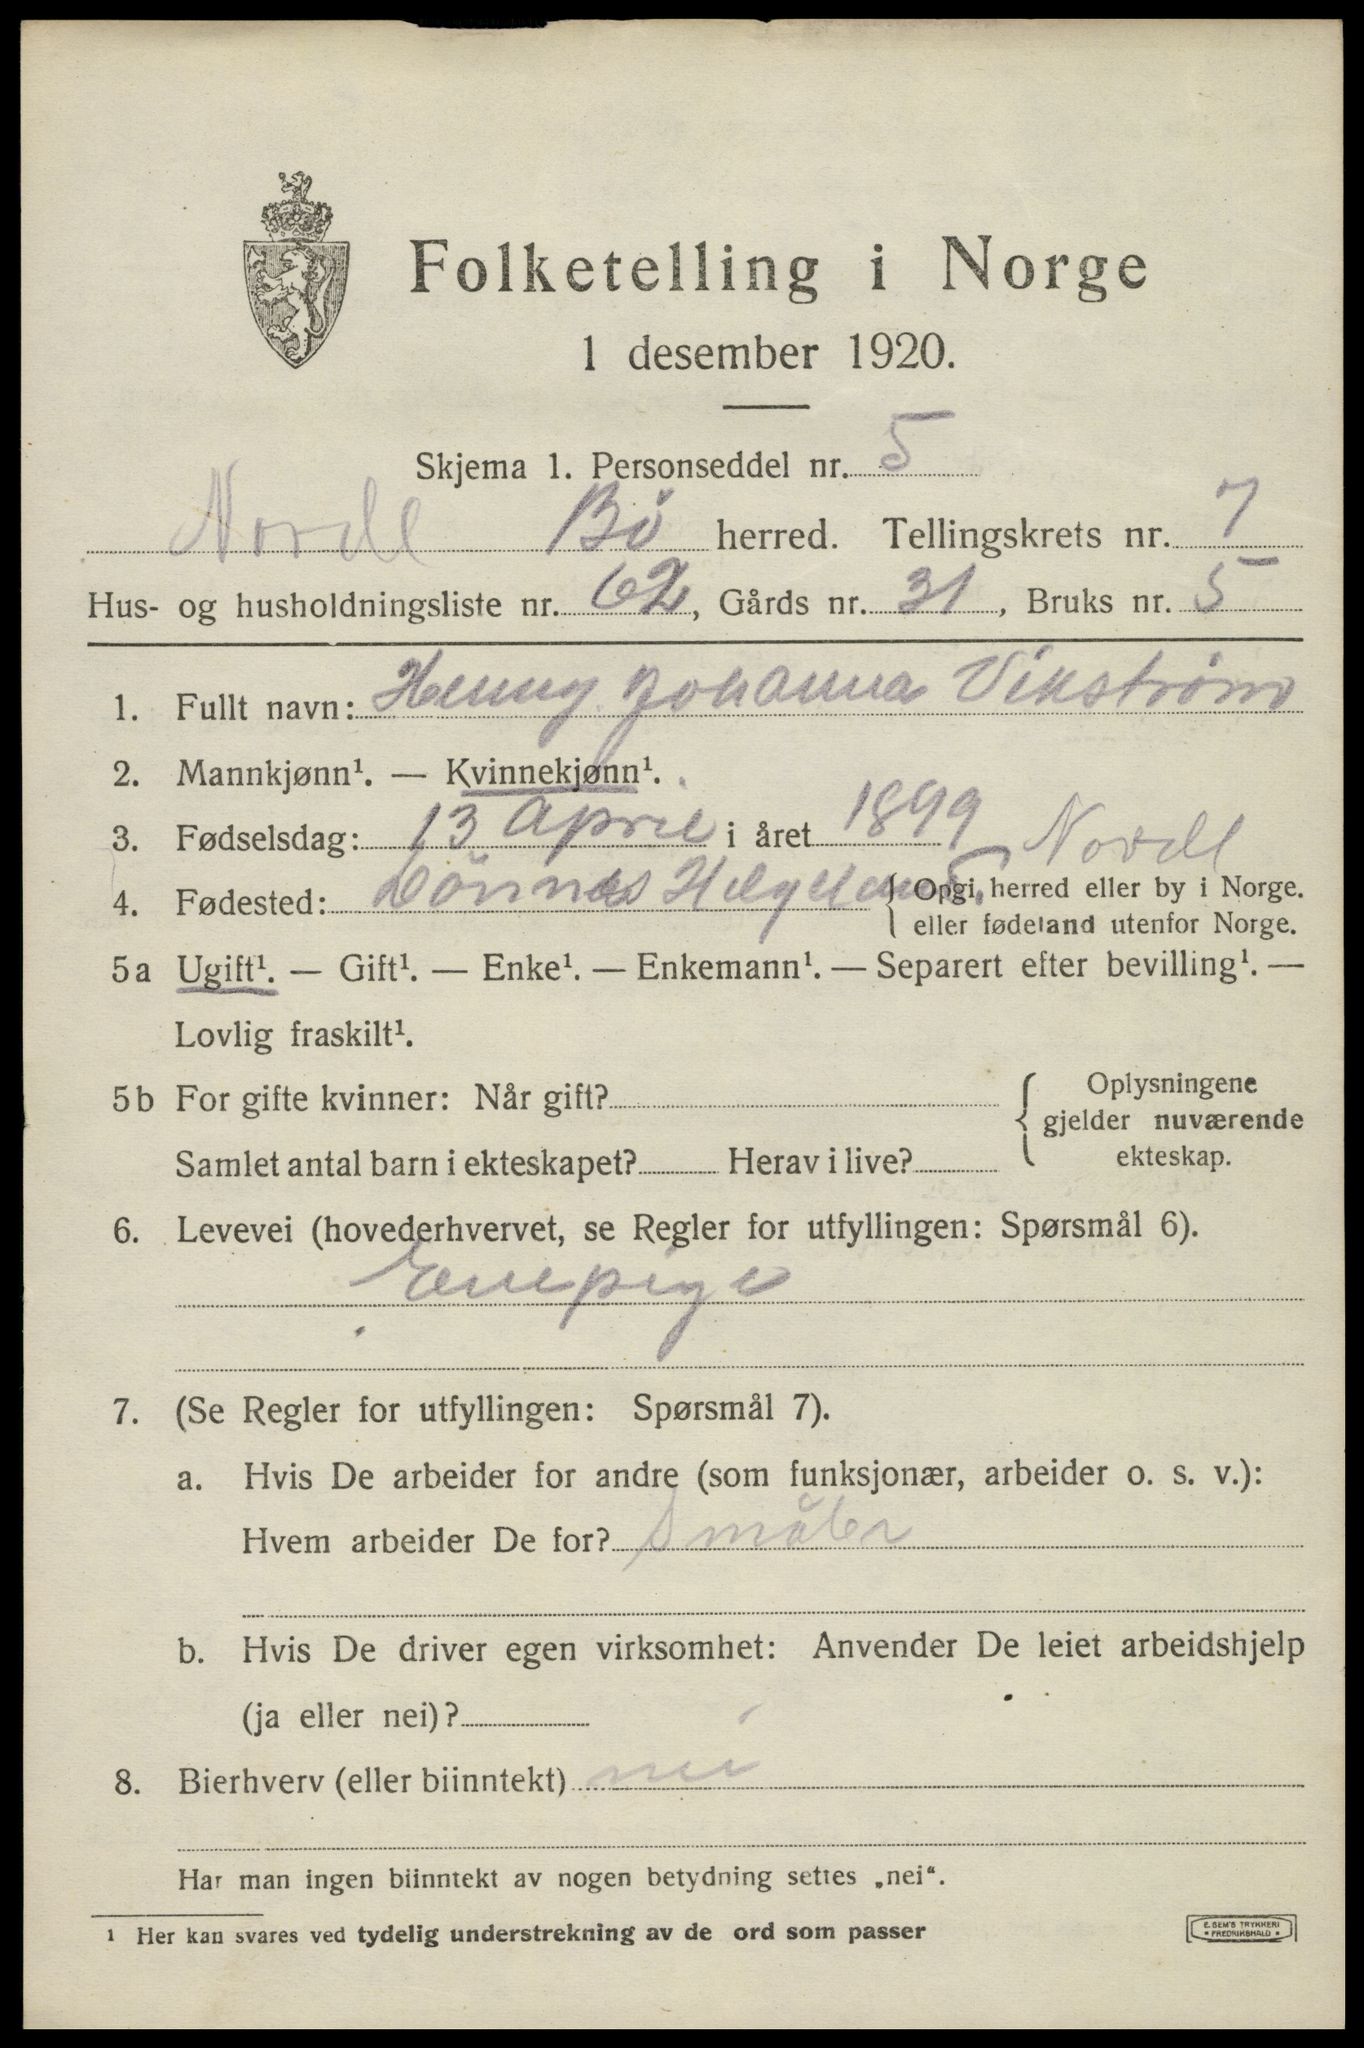 Folketelling i Norge
1 desember 1920.
Skjema 1. Personseddel nr. 5
Nordl Bö herred. Tellingskrets nr. 7
Hus- og husholdningsliste nr. 62, Gårds nr. 31, Bruks nr. 5
1. Fullt navn: Henny Johanna Vikstrøm
2. Mannkjønn¹. — Kvinnekjønn¹.
3. Fødselsdag: 13 April i året 1899 Nordl
4. Fødested: Dönnes Helgeland. { Opgi herred eller by i Norge.
eller fødeland utenfor Norge.
5a Ugift¹. — Gift¹. — Enke¹. — Enkemann¹. — Separert efter bevilling¹. —
Lovlig fraskilt¹.
5b For gifte kvinner: Når gift? { Oplysningene
gjelder nuværende
Samlet antal barn i ekteskapet? Herav i live? ekteskap.
6. Levevei (hovederhvervet, se Regler for utfyllingen: Spørsmål 6).
7. (Se Regler for utfyllingen: Spørsmål 7).
a. Hvis De arbeider for andre (som funksjonær, arbeider o. s. v.):
Hvem arbeider De for?
b. Hvis De driver egen virksomhet: Anvender De leiet arbeidshjelp
(ja eller nei)?
8. Bierhverv (eller biinntekt) nei
Har man ingen biinntekt av nogen betydning settes „nei“.
1 Her kan svares ved tydelig understrekning av de ord som passer
E. SEM'S TRYKKERI
* FREDRIKSHALD *